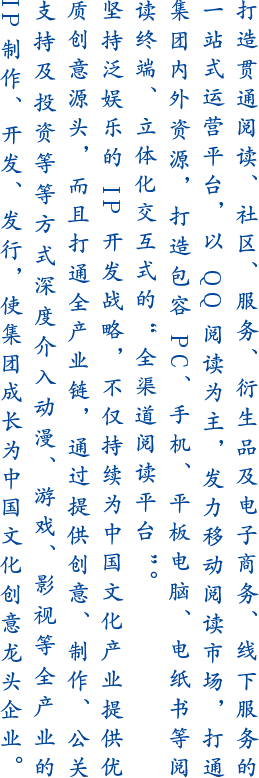 打造贯通阅读、社区、服务、衍生品及电子商务、线下服务的
一站式运营平台，以 QQ 阅读为主，发力移动阅读市场，打通
集团内外资源，打造包容 PC、手机、平板电脑、电纸书等阅
读终端、立体化交互式的“全渠道阅读平台”。
坚持泛娱乐的 IP 开发战略，不仅持续为中国文化产业提供优
质创意源头，而且打通全产业链，通过提供创意、制作、公关
支持及投资等等方式深度介入动漫、游戏、影视等全产业的
IP 制作、开发、发行，使集团成长为中国文化创意龙头企业。